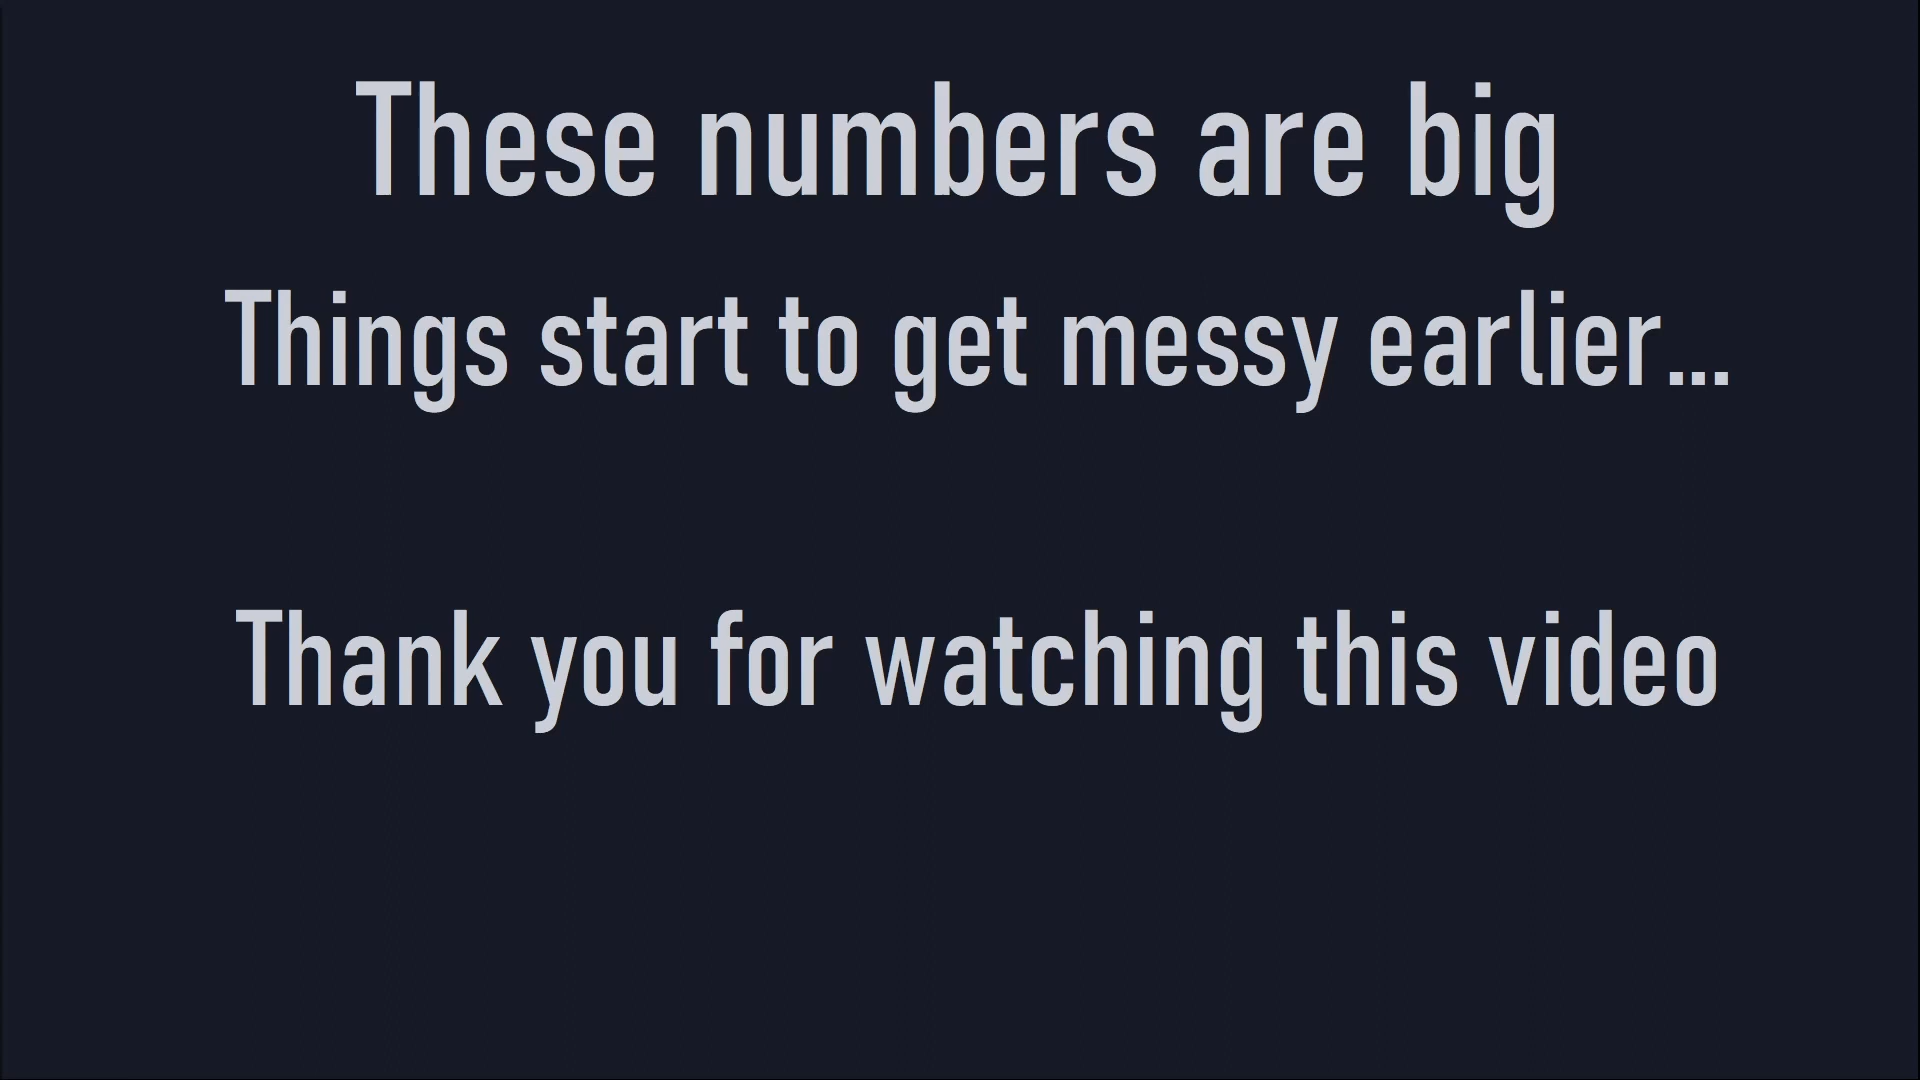 These numbers are big
Things start to get messy earlier...
Thank you for watching this video